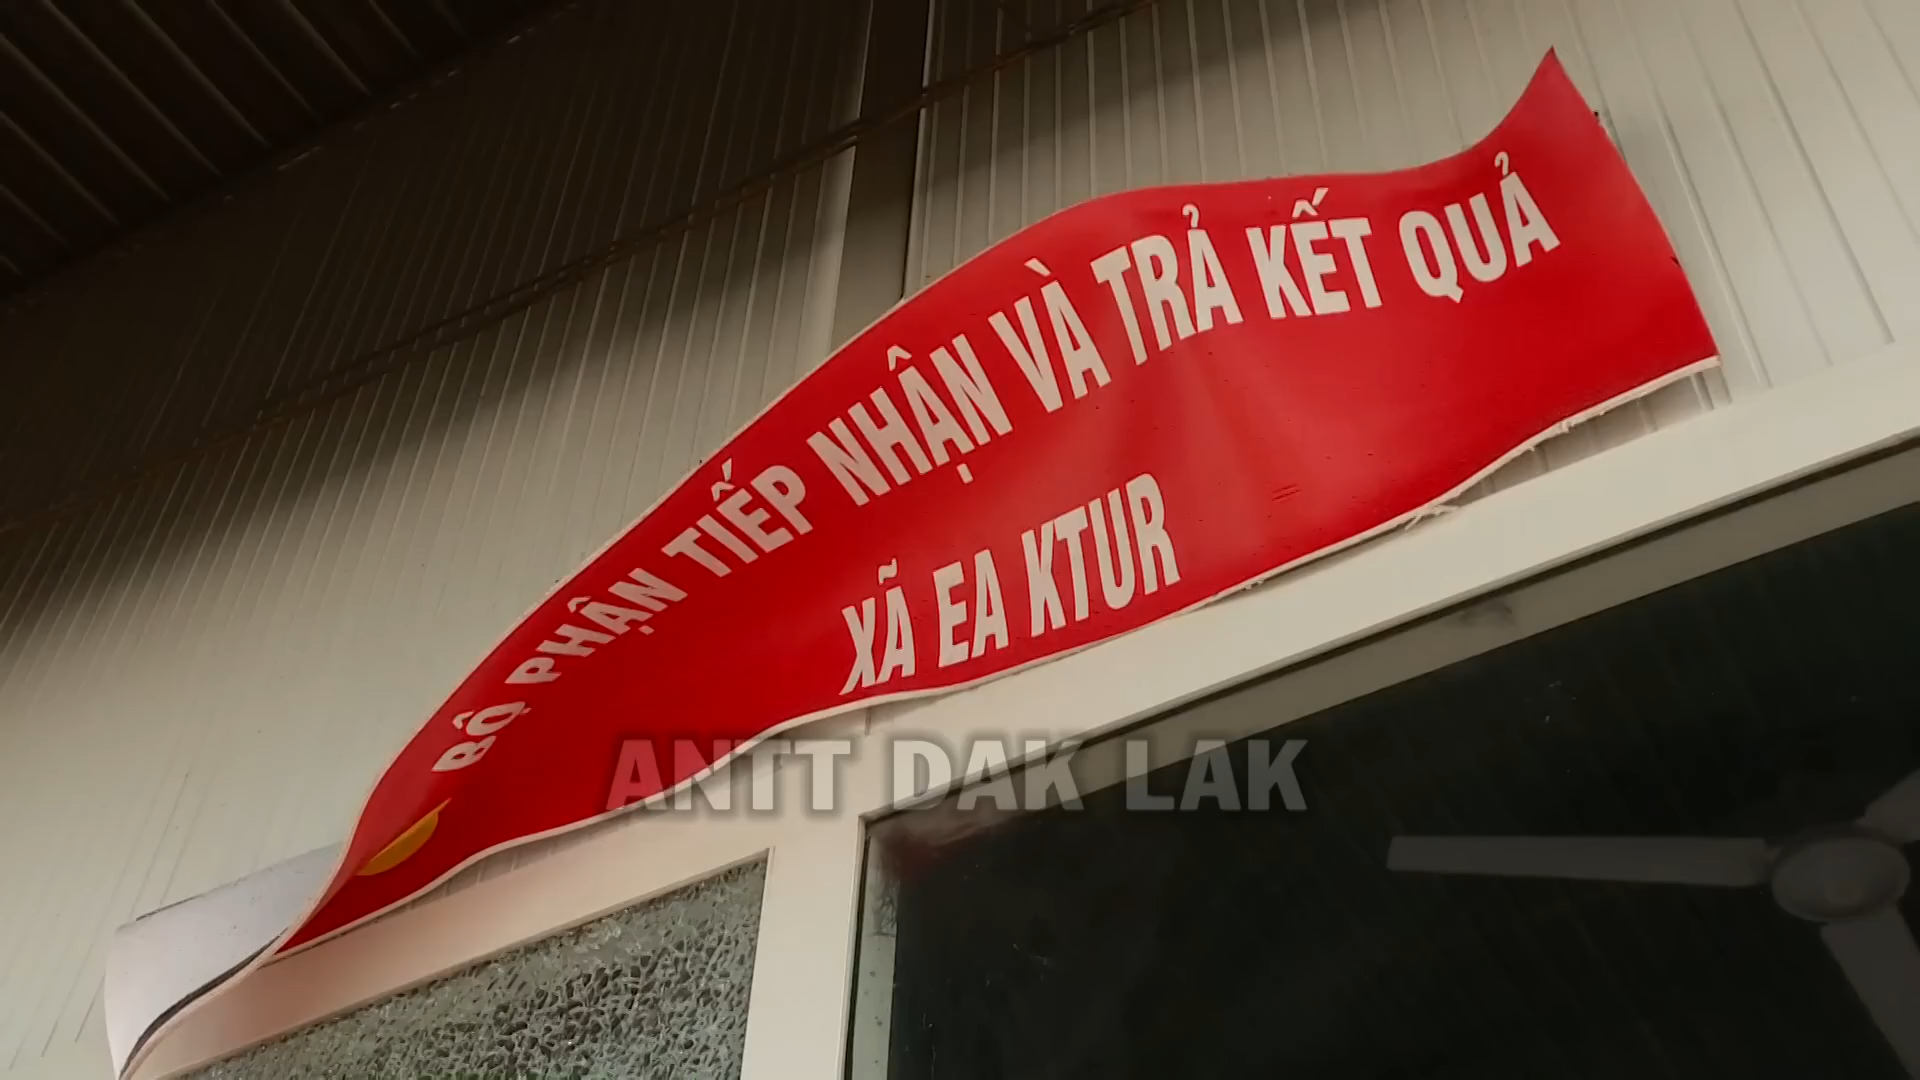 BỘ PHẬN TIẾP NHẬN VÀ TRẢ KẾT QUẢ
XÃ EA KTUR
ANTT DAK LAK